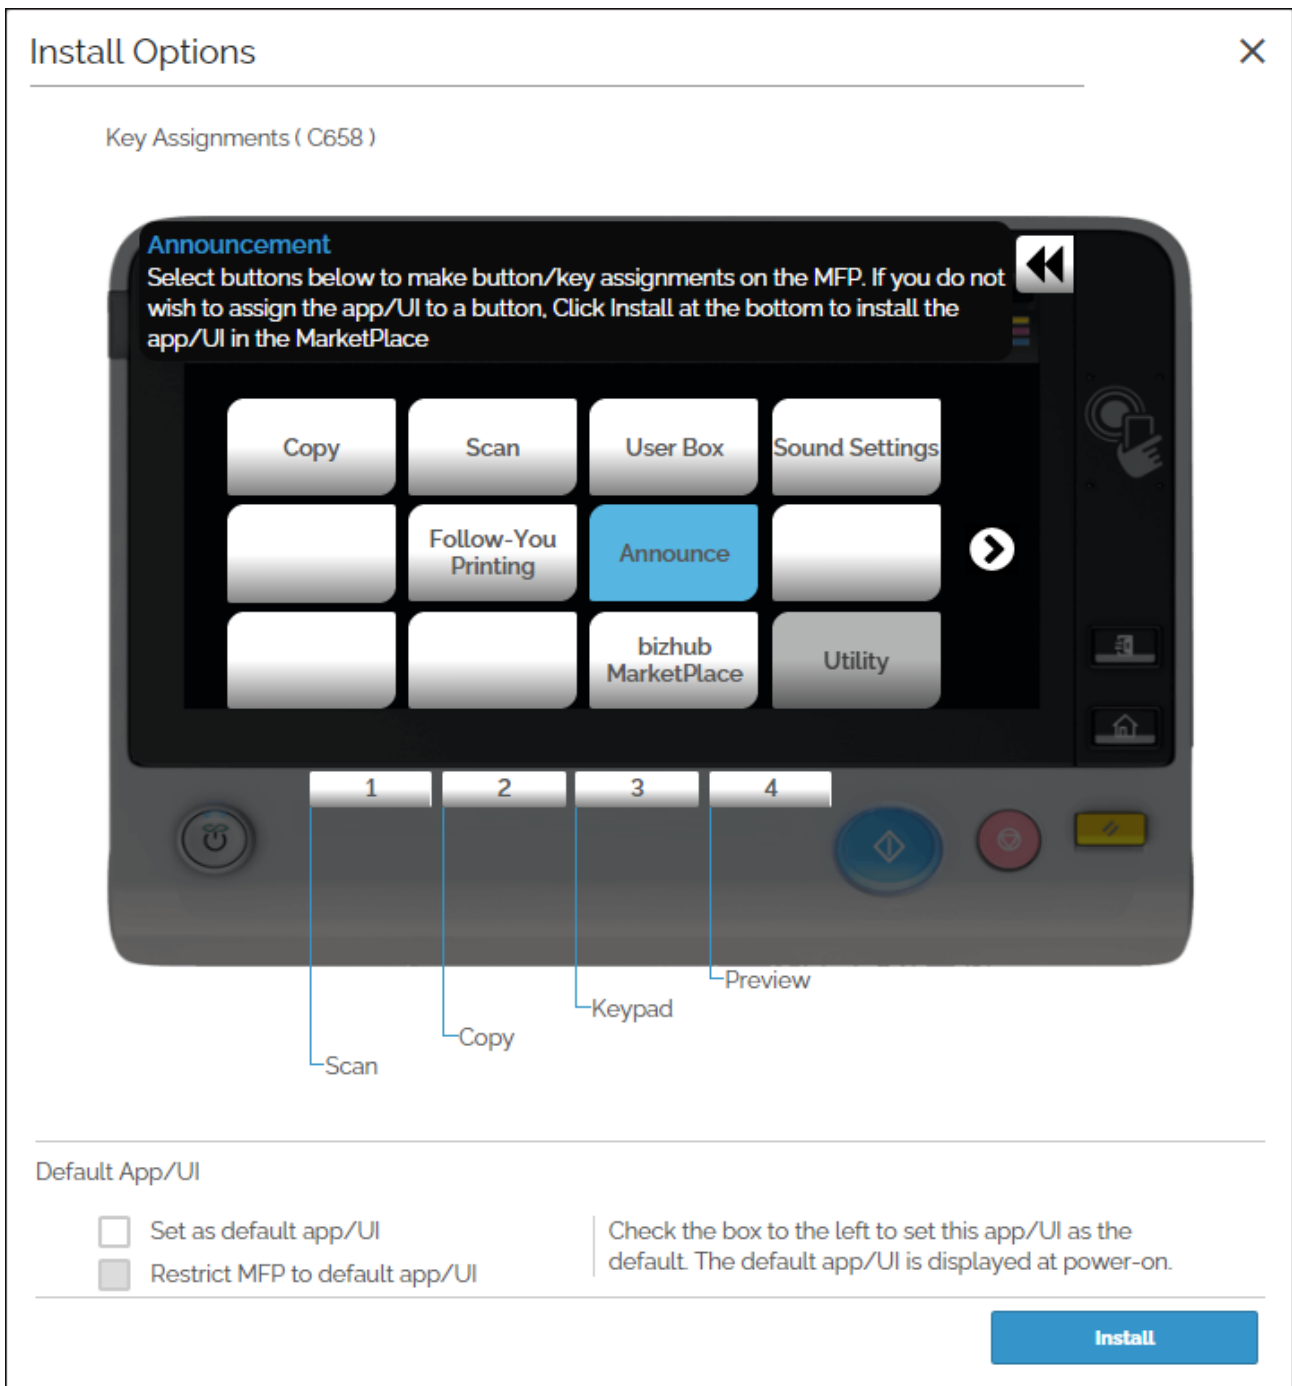 Install Options
Key Assignments ( C658 )
Announcement
Select buttons below to make button/key assignments on the MFP. If you do not
wish to assign the app/UI to a button, Click Install at the bottom to install the
app/UI in the MarketPlace
Copy
Scan
User Box
Sound Settings
Follow-You
Printing
Announce
bizhub
MarketPlace
Utility
1
2
3
4
Preview
Keypad
Copy
Scan
Default App/UI
Set as default app/UI
Restrict MFP to default app/UI
Check the box to the left to set this app/UI as the
default. The default app/UI is displayed at power-on.
Install